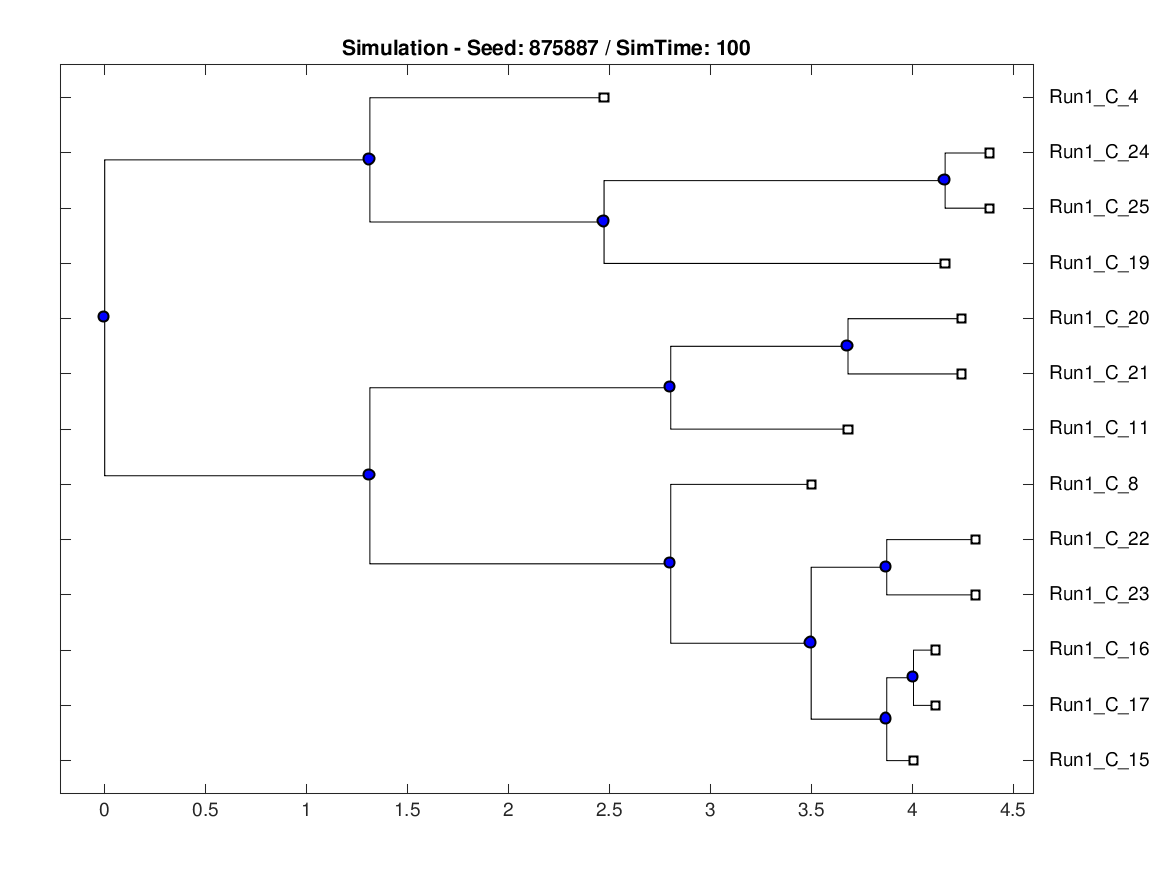 Simulation - Seed: 875887 / SimTime: 100
Run1_C_4
Run1_C_24
Run1_C_25
Run1_C_19
Run1_C_20
Run1_C_21
Run1_C_11
Run1_C_8
Run1_C_22
Run1_C_23
Run1_C_16
Run1_C_17
Run1_C_15
0 0.5 1 1.5 2 2.5 3 3.5 4 4.5